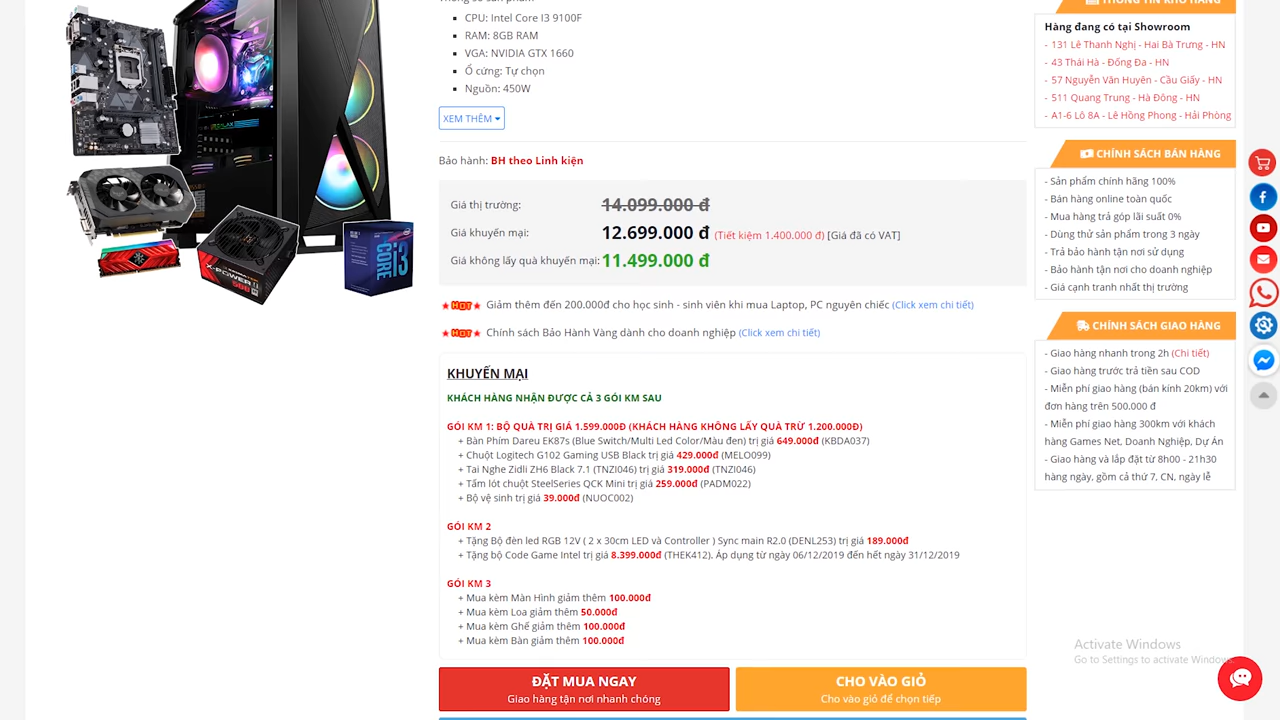 CPU: Intel Core I3 9100F
RAM: 8GB RAM
VGA: NVIDIA GTX 1660
Ổ cứng: Tự chọn
Nguồn: 450W
XEM THÊM
Bảo hành: BH theo Linh kiện
Giá thị trường: 14.099.000 đ
Giá khuyến mại: 12.699.000 đ (Tiết kiệm 1.400.000 đ) [Giá đã có VAT]
Giá không lấy quà khuyến mại: 11.499.000 đ
HOT Giảm thêm đến 200.000đ cho học sinh - sinh viên khi mua Laptop, PC nguyên chiếc (Click xem chi tiết)
HOT Chính sách Bảo Hành Vàng dành cho doanh nghiệp (Click xem chi tiết)
KHUYẾN MẠI
KHÁCH HÀNG NHẬN ĐƯỢC CẢ 3 GÓI KM SAU
GÓI KM 1: BỘ QUÀ TRỊ GIÁ 1.599.000Đ (KHÁCH HÀNG KHÔNG LẤY QUÀ TRỪ 1.200.000Đ)
+ Bàn Phím Dareu EK87s (Blue Switch/Multi Led Color/Màu đen) trị giá 649.000đ (KBDA037)
+ Chuột Logitech G102 Gaming USB Black trị giá 429.000đ (MELO099)
+ Tai Nghe Zidli ZH6 Black 7.1 (TNZI046) trị giá 319.000đ (TNZI046)
+ Tấm lót chuột SteelSeries QCK Mini trị giá 259.000đ (PADM022)
+ Bộ vệ sinh trị giá 39.000đ (NUOC002)
GÓI KM 2
+ Tặng Bộ đèn led RGB 12V ( 2 x 30cm LED và Controller ) Sync main R2.0 (DENL253) trị giá 189.000đ
+ Tặng bộ Code Game Intel trị giá 8.399.000đ (THEK412), Áp dụng từ ngày 06/12/2019 đến hết ngày 31/12/2019
GÓI KM 3
+ Mua kèm Màn Hình giảm thêm 100.000đ
+ Mua kèm Loa giảm thêm 50.000đ
+ Mua kèm Ghế giảm thêm 100.000đ
+ Mua kèm Bàn giảm thêm 100.000đ
ĐẶT MUA NGAY
Giao hàng tận nơi nhanh chóng
CHO VÀO GIỎ
Cho vào giỏ để chọn tiếp
THÔNG TIN KHO HÀNG
Hàng đang có tại Showroom
- 131 Lê Thanh Nghị - Hai Bà Trưng - HN
- 43 Thái Hà - Đống Đa - HN
- 57 Nguyễn Văn Huyên - Cầu Giấy - HN
- 511 Quang Trung - Hà Đông - HN
- A1-6 Lô 8A - Lê Hồng Phong - Hải Phòng
CHÍNH SÁCH BÁN HÀNG
- Sản phẩm chính hãng 100%
- Bán hàng online toàn quốc
- Mua hàng trả góp lãi suất 0%
- Dùng thử sản phẩm trong 3 ngày
- Trả bảo hành tận nơi sử dụng
- Bảo hành tận nơi cho doanh nghiệp
- Giá cạnh tranh nhất thị trường
CHÍNH SÁCH GIAO HÀNG
- Giao hàng nhanh trong 2h (Chi tiết)
- Giao hàng trước trả tiền sau COD
- Miễn phí giao hàng (bán kính 20km) với
đơn hàng trên 500.000 đ
- Miễn phí giao hàng 300km với khách
hàng Games Net, Doanh Nghiệp, Dự Án
- Giao hàng và lắp đặt từ 8h00 - 21h30
hàng ngày, gồm cả thứ 7, CN, ngày lễ
Activate Windows
Go to Settings to activate Windows.
X-POWER
CORE
i3